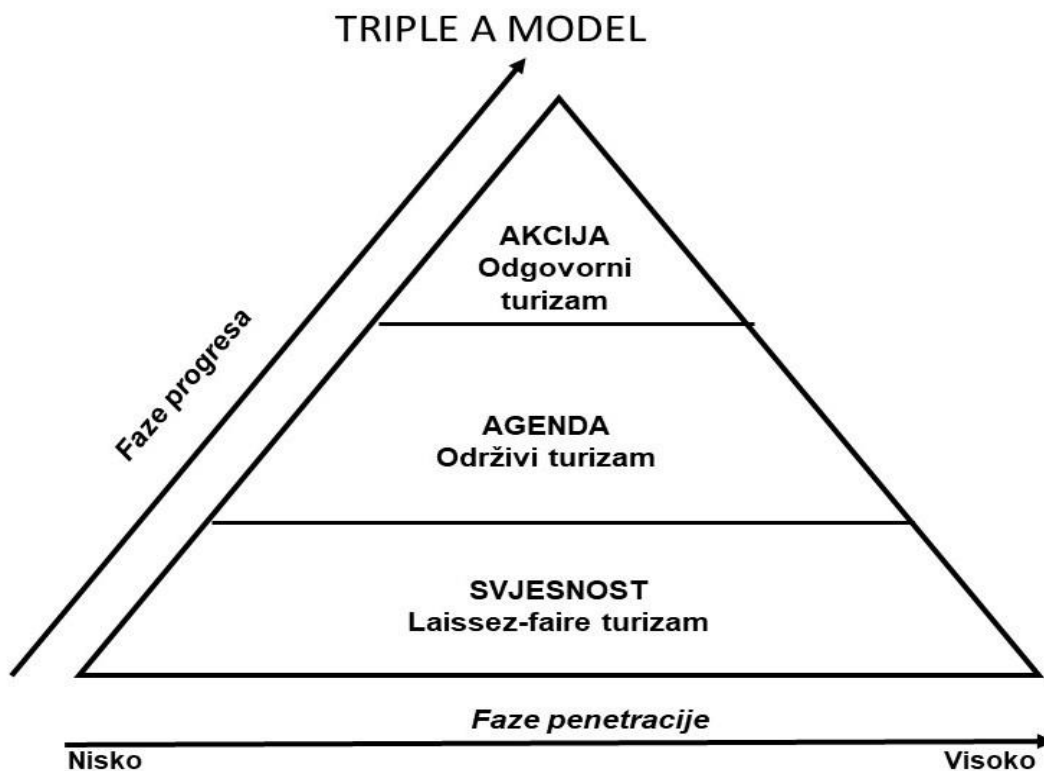 TRIPLE A MODEL
AKCIJA
Odgovorni
turizam
Faze progresa
AGENDA
Održivi turizam
SVJESNOST
Laissez-faire turizam
Faze penetracije
Nisko
Visoko